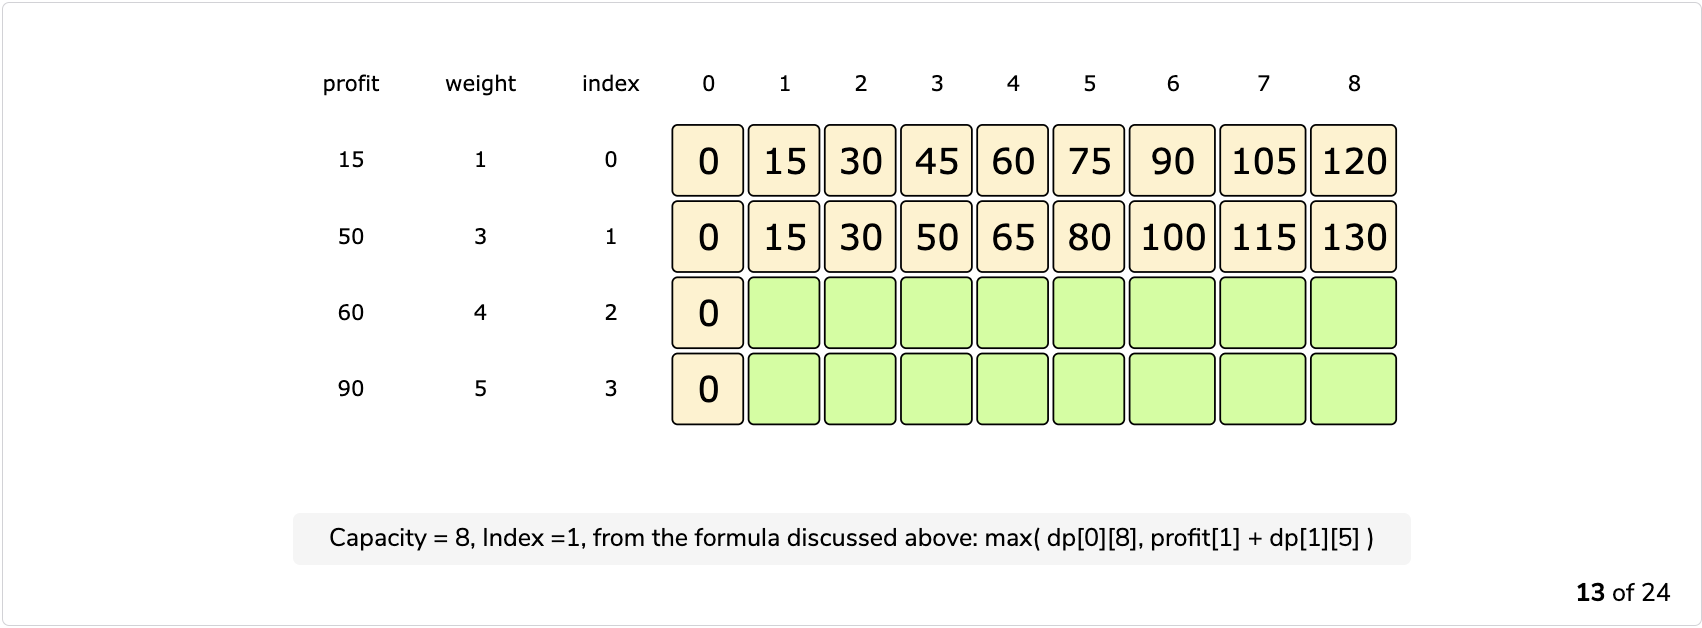 profit weight index 0 1 2 3 4 5 6 7 8
15 1 0 0 15 30 45 60 75 90 105 120
50 3 1 0 15 30 50 65 80 100 115 130
60 4 2 0
90 5 3 0
Capacity = 8, Index =1, from the formula discussed above: max( dp[0][8], profit[1] + dp[1][5] )
13 of 24